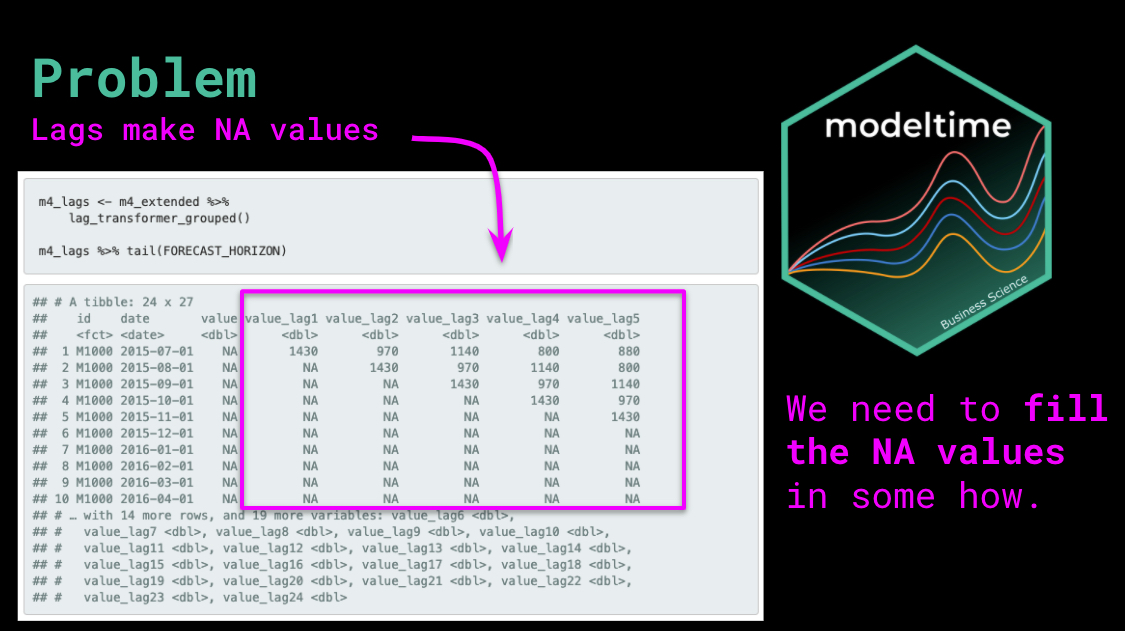 Problem
Lags make NA values
m4_lags <- m4_extended %>%
    lag_transformer_grouped()
m4_lags %>% tail(FORECAST_HORIZON)
## # A tibble: 24 x 27
##    id    date       value value_lag1 value_lag2 value_lag3 value_lag4 value_lag5
##    <fct> <date>     <dbl>      <dbl>      <dbl>      <dbl>      <dbl>      <dbl>
##  1 M1000 2015-07-01    NA       1430        970       1140        800        880
##  2 M1000 2015-08-01    NA         NA       1430        970       1140        800
##  3 M1000 2015-09-01    NA         NA         NA       1430        970       1140
##  4 M1000 2015-10-01    NA         NA         NA         NA       1430        970
##  5 M1000 2015-11-01    NA         NA         NA         NA         NA       1430
##  6 M1000 2015-12-01    NA         NA         NA         NA         NA         NA
##  7 M1000 2016-01-01    NA         NA         NA         NA         NA         NA
##  8 M1000 2016-02-01    NA         NA         NA         NA         NA         NA
##  9 M1000 2016-03-01    NA         NA         NA         NA         NA         NA
## 10 M1000 2016-04-01    NA         NA         NA         NA         NA         NA
## # … with 14 more rows, and 19 more variables: value_lag6 <dbl>,
## #   value_lag7 <dbl>, value_lag8 <dbl>, value_lag9 <dbl>, value_lag10 <dbl>,
## #   value_lag11 <dbl>, value_lag12 <dbl>, value_lag13 <dbl>, value_lag14 <dbl>,
## #   value_lag15 <dbl>, value_lag16 <dbl>, value_lag17 <dbl>, value_lag18 <dbl>,
## #   value_lag19 <dbl>, value_lag20 <dbl>, value_lag21 <dbl>, value_lag22 <dbl>,
## #   value_lag23 <dbl>, value_lag24 <dbl>
modeltime
Business Science
We need to fill
the NA values
in some how.